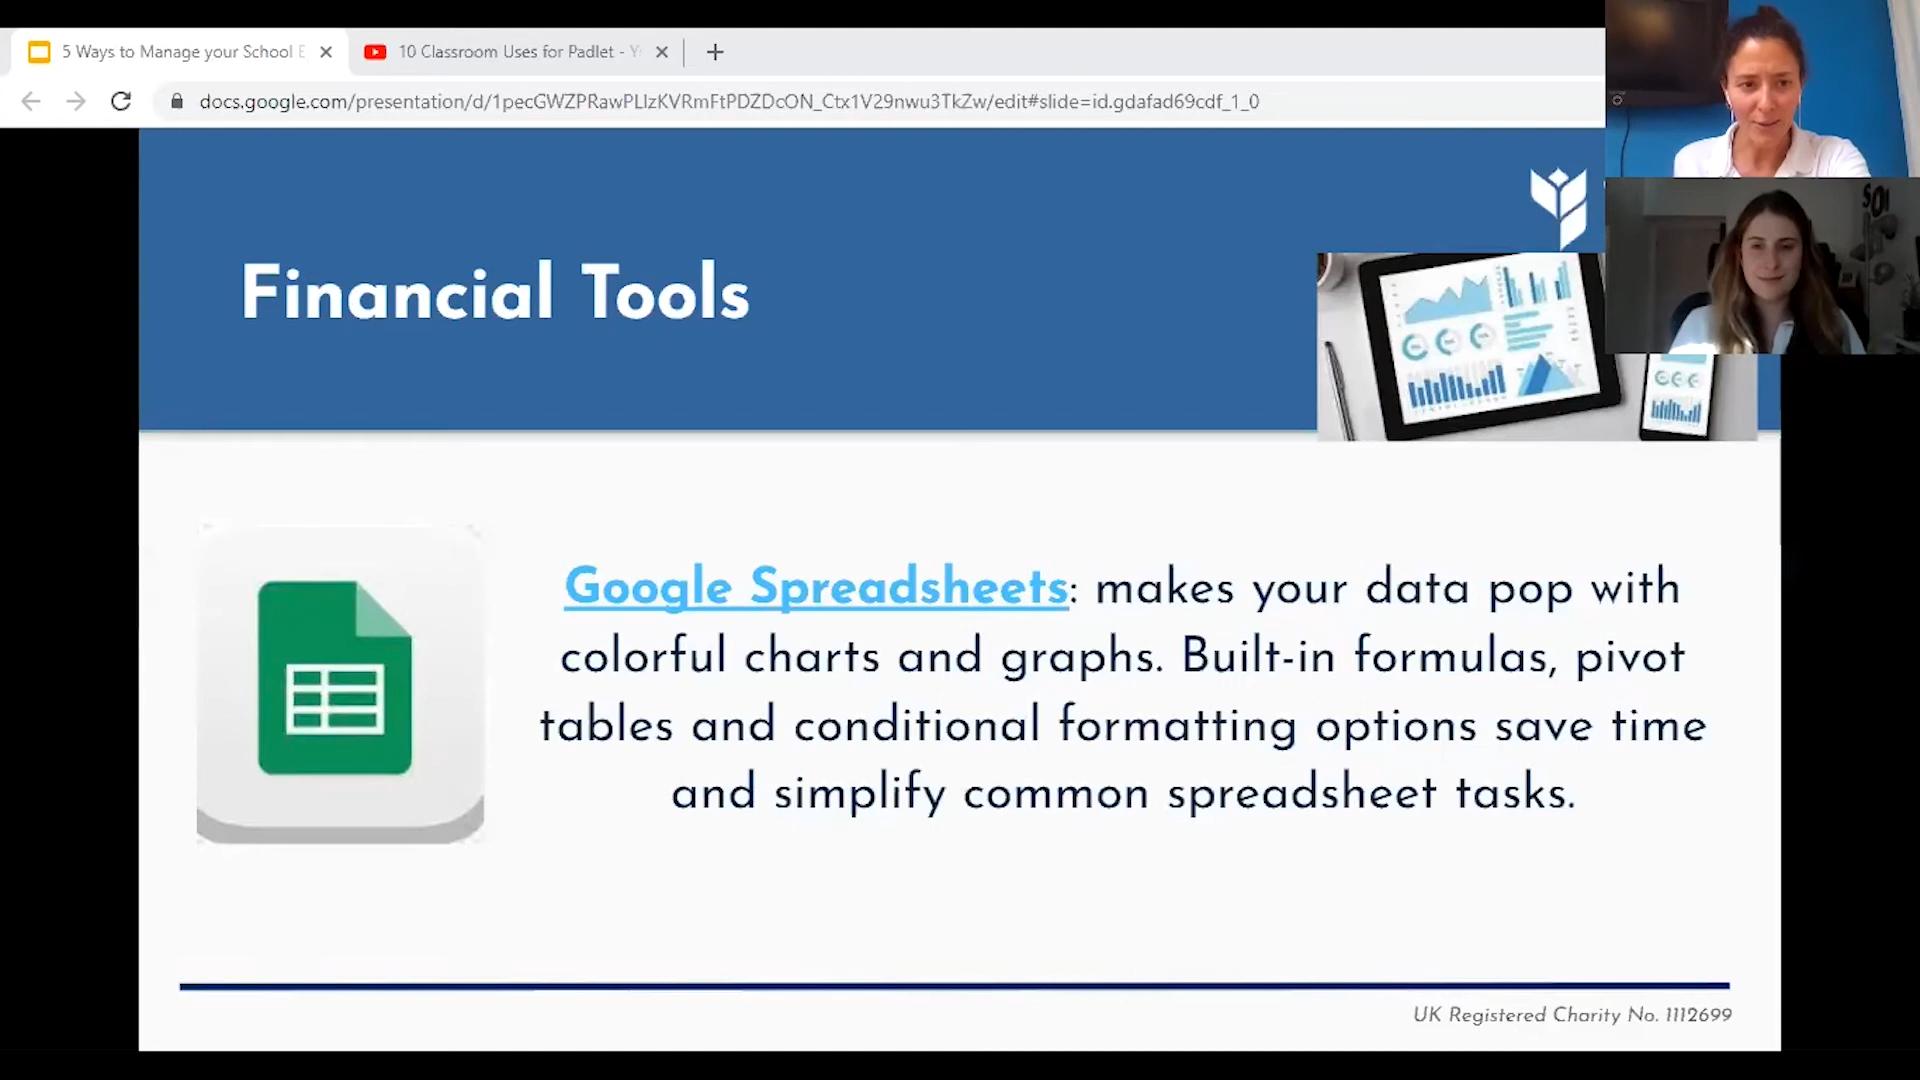 5 Ways to Manage your School E
10 Classroom Uses for Padlet - Y
docs.google.com/presentation/d/1pecGWZPRawPLIzKVRmFtPDZDcON_Ctx1V29nwu3TkZw/edit#slide=id.gdafad69cdf_1_0
Financial Tools
Google Spreadsheets: makes your data pop with
colorful charts and graphs. Built-in formulas, pivot
tables and conditional formatting options save time
and simplify common spreadsheet tasks.
UK Registered Charity No. 1112699